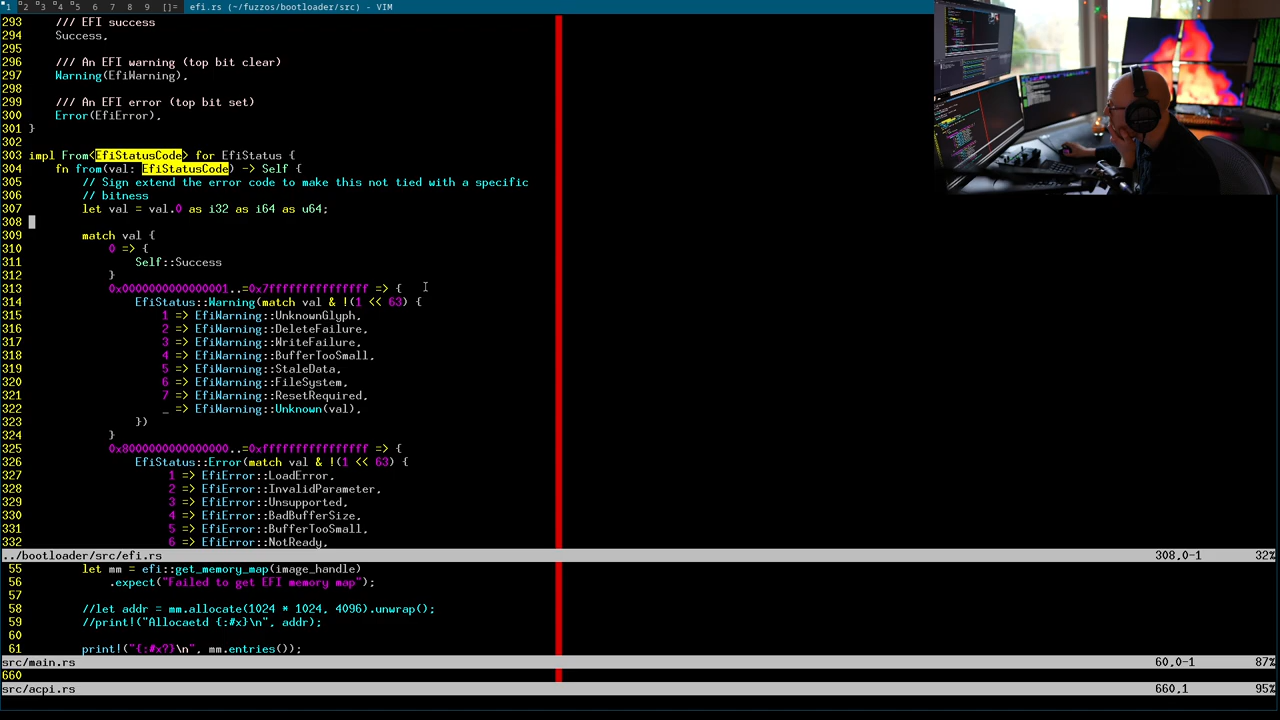 1 2 3 4 5 6 7 8 9 []= efi.rs (~/fuzzos/bootloader/src) - VIM
293     /// EFI success
294     Success,
295
296     /// An EFI warning (top bit clear)
297     Warning(EfiWarning),
298
299     /// An EFI error (top bit set)
300     Error(EfiError),
301 }
302
303 impl From<EfiStatusCode> for EfiStatus {
304     fn from(val: EfiStatusCode) -> Self {
305         // Sign extend the error code to make this not tied with a specific
306         // bitness
307         let val = val.0 as i32 as i64 as u64;
308
309         match val {
310             0 => {
311                 Self::Success
312             }
313             0x0000000000000001..=0x7fffffffffffffff => {
314                 EfiStatus::Warning(match val & !(1 << 63) {
315                     1 => EfiWarning::UnknownGlyph,
316                     2 => EfiWarning::DeleteFailure,
317                     3 => EfiWarning::WriteFailure,
318                     4 => EfiWarning::BufferTooSmall,
319                     5 => EfiWarning::StaleData,
320                     6 => EfiWarning::FileSystem,
321                     7 => EfiWarning::ResetRequired,
322                     _ => EfiWarning::Unknown(val),
323                 })
324             }
325             0x8000000000000000..=0xffffffffffffffff => {
326                 EfiStatus::Error(match val & !(1 << 63) {
327                      1 => EfiError::LoadError,
328                      2 => EfiError::InvalidParameter,
329                      3 => EfiError::Unsupported,
330                      4 => EfiError::BadBufferSize,
331                      5 => EfiError::BufferTooSmall,
332                      6 => EfiError::NotReady,
../bootloader/src/efi.rs 308,0-1 32%
55         let mm = efi::get_memory_map(image_handle)
56             .expect("Failed to get EFI memory map");
57
58         //let addr = mm.allocate(1024 * 1024, 4096).unwrap();
59         //print!("Allocaetd {:#x}\n", addr);
60
61         print!("{:#x?}\n", mm.entries());
src/main.rs 60,0-1 87%
660
src/acpi.rs 660,1 95%